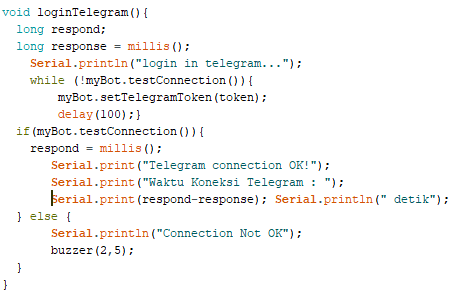 void loginTelegram(){
  long respond;
  long response = millis();
    Serial.println("login in telegram...");
    while (!myBot.testConnection()){
        myBot.setTelegramToken(token);
        delay(100);}
  if(myBot.testConnection()){
    respond = millis();
       Serial.print("Telegram connection OK!");
       Serial.print("Waktu Koneksi Telegram : ");
       Serial.print(respond-response); Serial.println(" detik");
  } else {
       Serial.println("Connection Not OK");
       buzzer(2,5);
  }
}